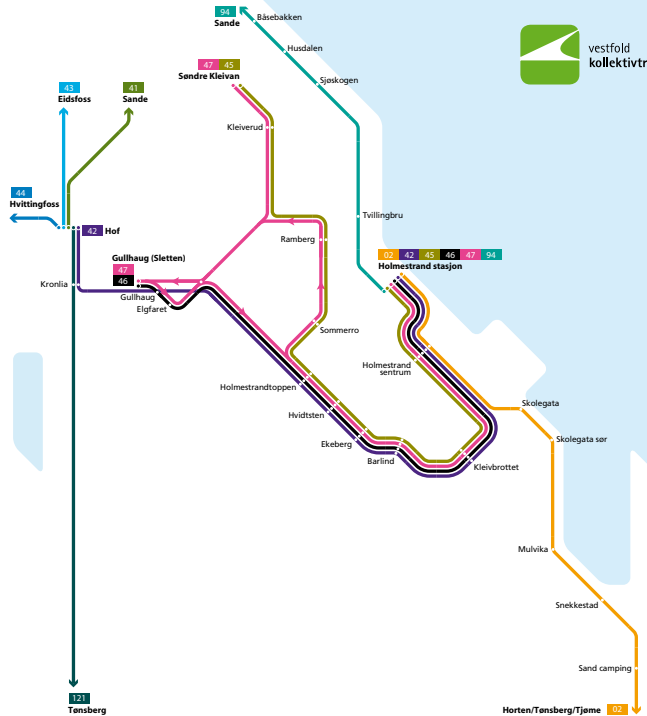 94
Sande
Båsebakken
Husdalen
Sjøskogen
vestfold
kollektivtr
47 45
Søndre Kleivan
43
Eidsfoss
41
Sande
Kleiverud
44
Hvittingfoss
Tvillingbru
42 Hof
Ramberg
02 42 45 46 47 94
Holmestrand stasjon
Gullhaug (Sletten)
47
46
Kronlia
Gullhaug
Elgfaret
Sommerro
Holmestrand
sentrum
Holmestrandtoppen
Hvidtsten
Skolegata
Ekeberg
Skolegata sør
Barlind
Kleivbrottet
Mulvika
Snekkestad
Sand camping
121
Tønsberg
Horten/Tønsberg/Tjøme 02